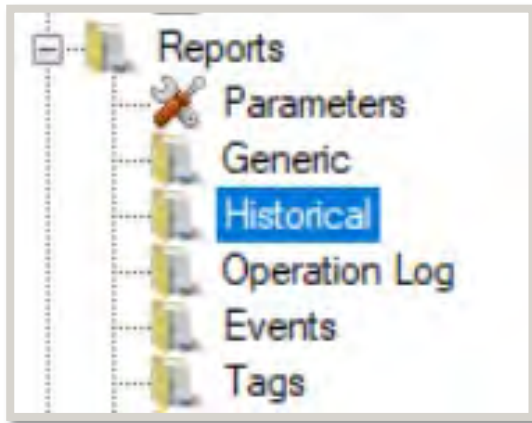 Reports
Parameters
Generic
Historical
Operation Log
Events
Tags